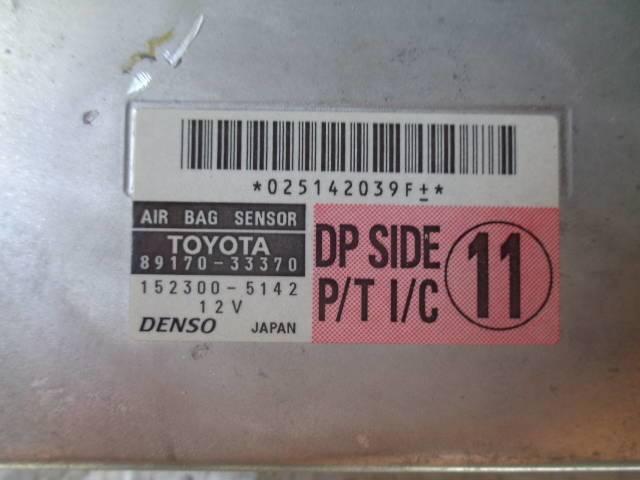 *025142039F±*
AIR BAG SENSOR
TOYOTA
89170-33370
152300-5142
12V
DENSO JAPAN
DP SIDE
P/T I/C
11